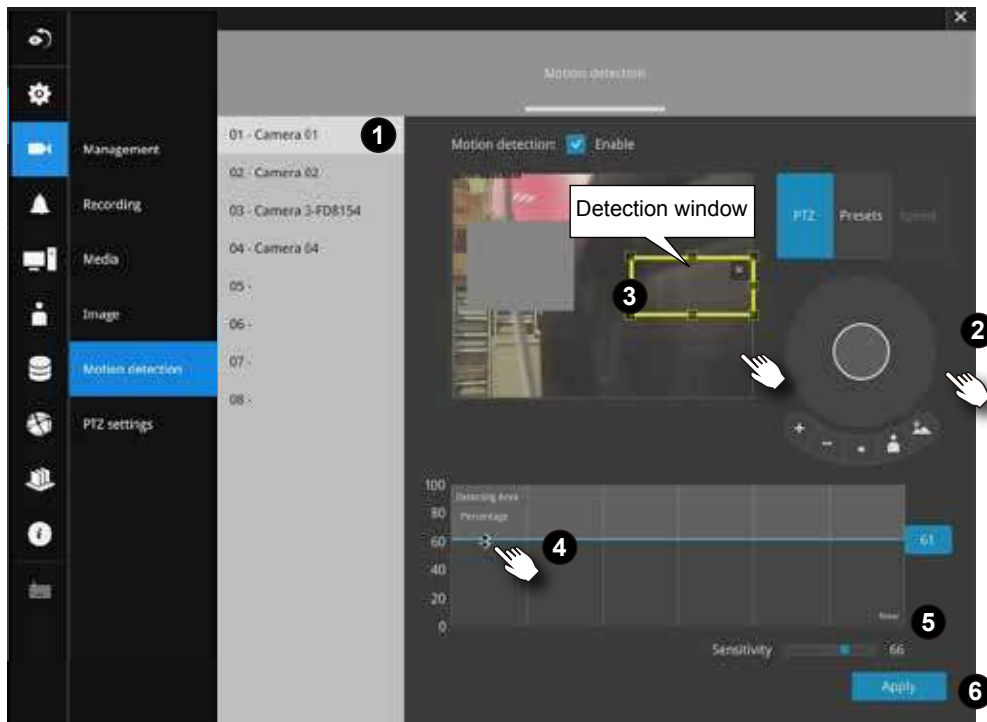 Motion detection
Management
Recording
Media
Image
Motion detection
PTZ settings
01 - Camera 01
1
02 - Camera 02
03 - Camera 3-FD8154
04 - Camera 04
05 -
06 -
07 -
08 -
Motion detection: Enable
Detection window
3
PTZ Presets Speed
2
100
80
60
40
20
0
Detecting Area
Percentage
4
61
5
Sensitivity 66
Apply
6